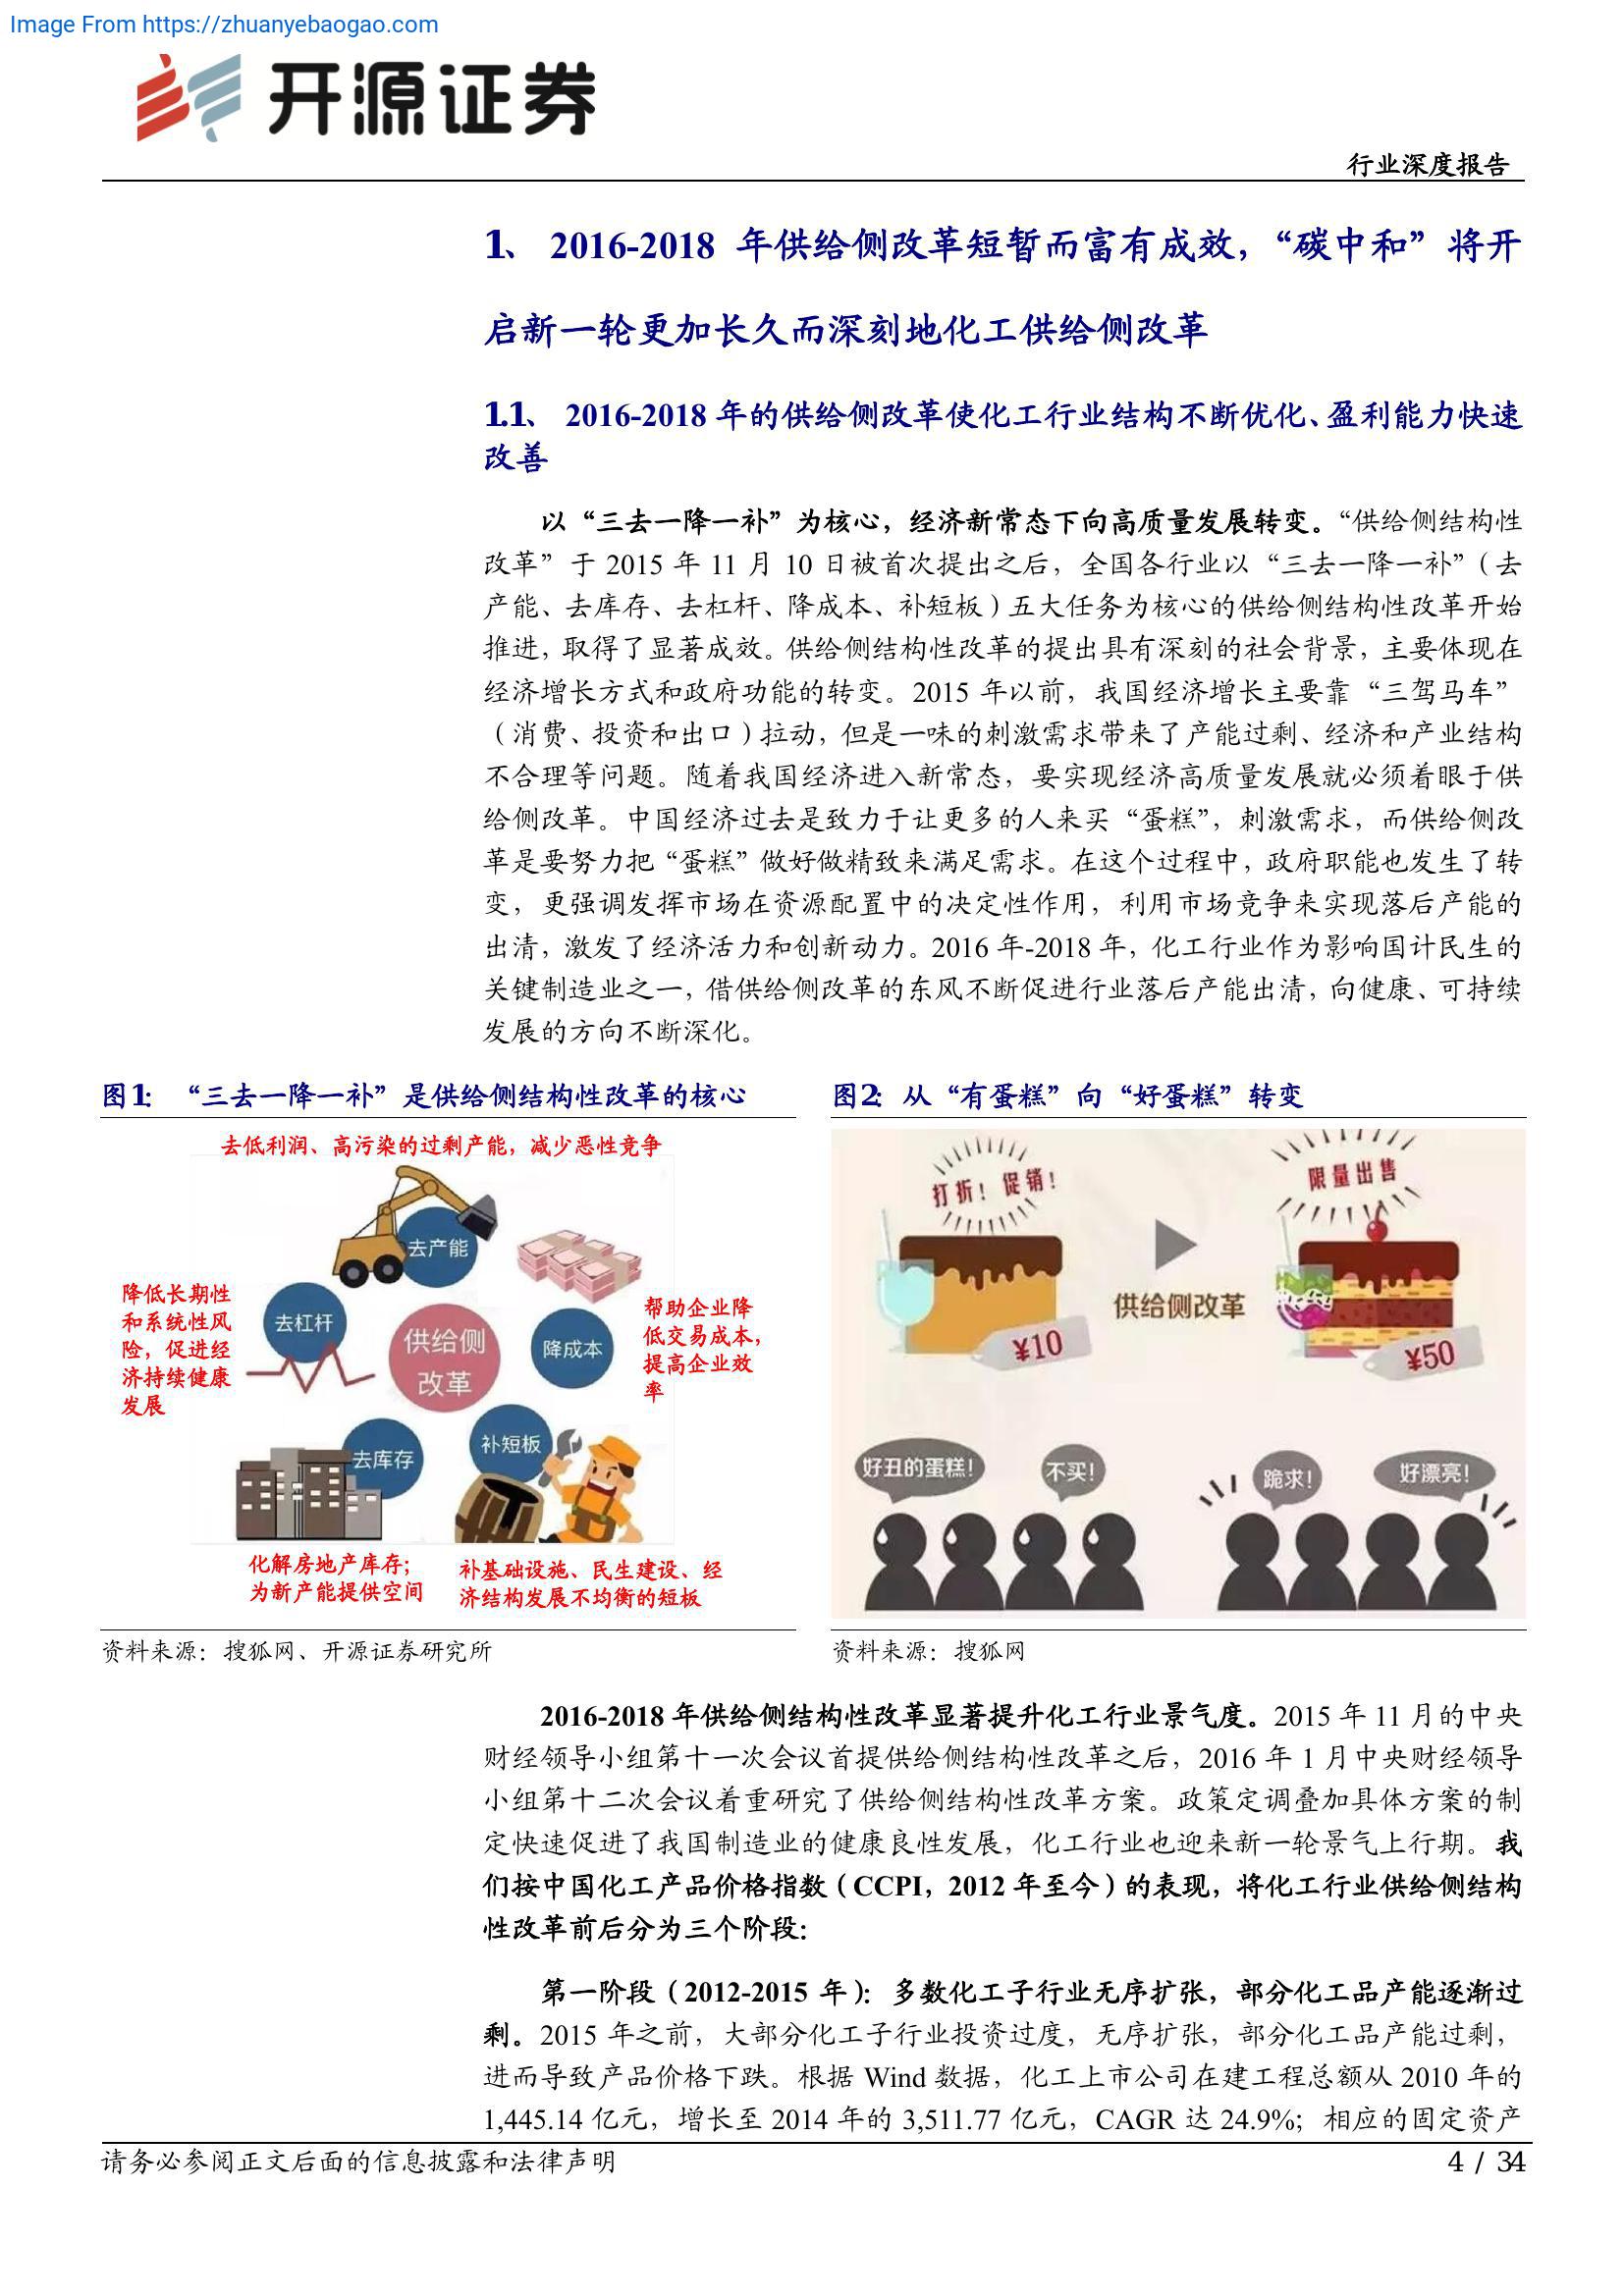 Image From https://zhuanyebaogao.com
开源证券
行业深度报告
1、 2016-2018 年供给侧改革短暂而富有成效，“碳中和”将开
启新一轮更加长久而深刻地化工供给侧改革
1.1、 2016-2018 年的供给侧改革使化工行业结构不断优化、盈利能力快速
改善
以“三去一降一补”为核心，经济新常态下向高质量发展转变。“供给侧结构性
改革”于 2015 年 11 月 10 日被首次提出之后，全国各行业以“三去一降一补”（去
产能、去库存、去杠杆、降成本、补短板）五大任务为核心的供给侧结构性改革开始
推进，取得了显著成效。供给侧结构性改革的提出具有深刻的社会背景，主要体现在
经济增长方式和政府功能的转变。2015 年以前，我国经济增长主要靠“三驾马车”
（消费、投资和出口）拉动，但是一味的刺激需求带来了产能过剩、经济和产业结构
不合理等问题。随着我国经济进入新常态，要实现经济高质量发展就必须着眼于供
给侧改革。中国经济过去是致力于让更多的人来买“蛋糕”，刺激需求，而供给侧改
革是要努力把“蛋糕”做好做精致来满足需求。在这个过程中，政府职能也发生了转
变，更强调发挥市场在资源配置中的决定性作用，利用市场竞争来实现落后产能的
出清，激发了经济活力和创新动力。2016 年-2018 年，化工行业作为影响国计民生的
关键制造业之一，借供给侧改革的东风不断促进行业落后产能出清，向健康、可持续
发展的方向不断深化。
图1： “三去一降一补”是供给侧结构性改革的核心
去低利润、高污染的过剩产能，减少恶性竞争
去产能
降低长期性
和系统性风
险，促进经
济持续健康
发展
去杠杆
供给侧
改革
降成本
帮助企业降
低交易成本，
提高企业效
率
去库存
补短板
化解房地产库存；
为新产能提供空间
补基础设施、民生建设、经
济结构发展不均衡的短板
资料来源：搜狐网、开源证券研究所
图2：从“有蛋糕”向“好蛋糕”转变
打折！促销！
限量出售
供给侧改革
¥10
¥50
好丑的蛋糕！
不买！
跪求！
好漂亮！
资料来源：搜狐网
2016-2018 年供给侧结构性改革显著提升化工行业景气度。2015 年 11 月的中央
财经领导小组第十一次会议首提供给侧结构性改革之后，2016 年 1 月中央财经领导
小组第十二次会议着重研究了供给侧结构性改革方案。政策定调叠加具体方案的制
定快速促进了我国制造业的健康良性发展，化工行业也迎来新一轮景气上行期。我
们按中国化工产品价格指数（CCPI，2012 年至今）的表现，将化工行业供给侧结构
性改革前后分为三个阶段：
第一阶段（2012-2015 年）：多数化工子行业无序扩张，部分化工品产能逐渐过
剩。2015 年之前，大部分化工子行业投资过度，无序扩张，部分化工品产能过剩，
进而导致产品价格下跌。根据 Wind 数据，化工上市公司在建工程总额从 2010 年的
1,445.14 亿元，增长至 2014 年的 3,511.77 亿元，CAGR 达 24.9%；相应的固定资产
请务必参阅正文后面的信息披露和法律声明
4 / 34